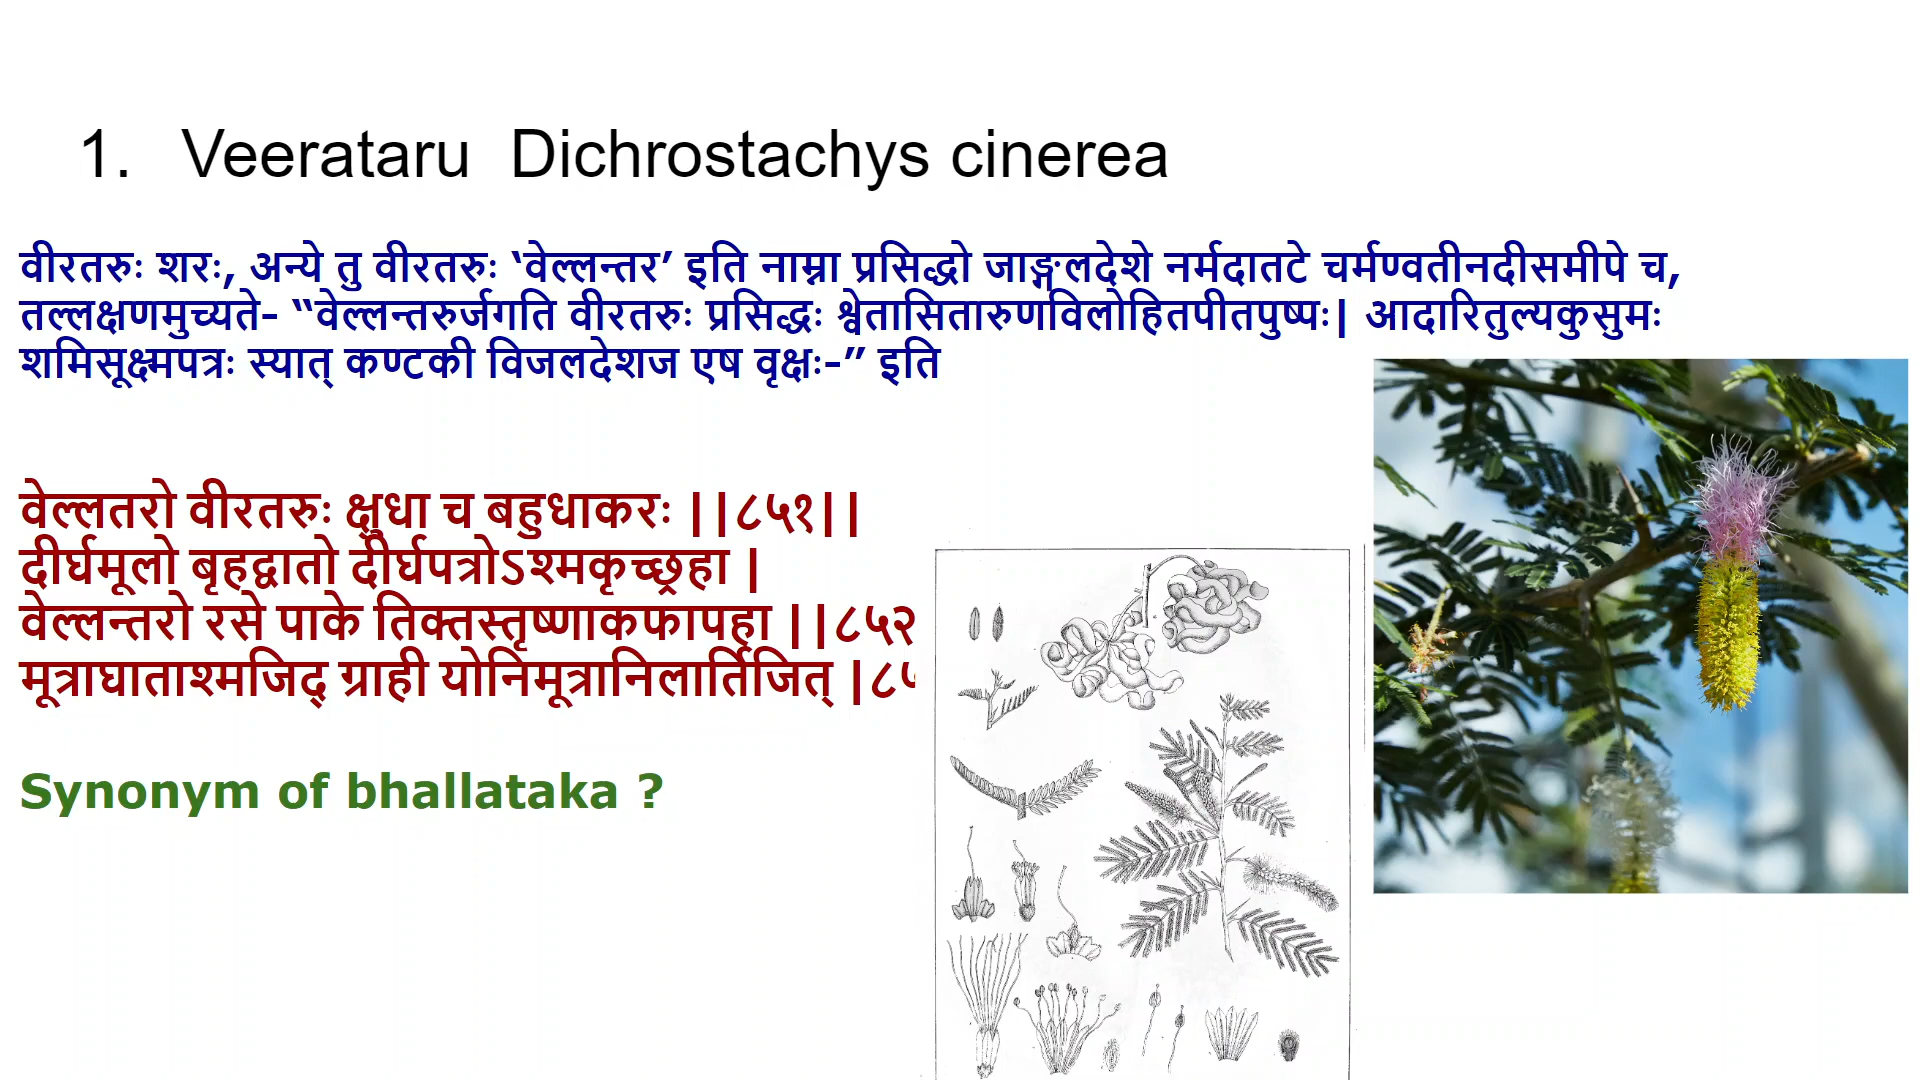 1. Veerataru Dichrostachys cinerea
वीरतरुः शरः, अन्ये तु वीरतरुः ‘वेल्लन्तर’ इति नाम्ना प्रसिद्धो जाङ्गलदेशे नर्मदातटे चर्मण्वतीनदीसमीपे च,
तल्लक्षणमुच्यते- “वेल्लन्तरुर्जगति वीरतरुः प्रसिद्धः श्वेतासितारुणविलोहितपीतपुष्पः| आदारितुल्यकुसुमः
शमिसूक्ष्मपत्रः स्यात् कण्टकी विजलदेशज एष वृक्षः-” इति
वेल्लतरो वीरतरुः क्षुधा च बहुधाकरः ||८५१||
दीर्घमूलो बृहद्वातो दीर्घपत्रोऽश्मकृच्छ्रहा |
वेल्लन्तरो रसे पाके तिक्तस्तृष्णाकफापहा ||८५२
मूत्राघाताश्मजिद् ग्राही योनिमूत्रानिलार्तिजित् |८
Synonym of bhallataka ?